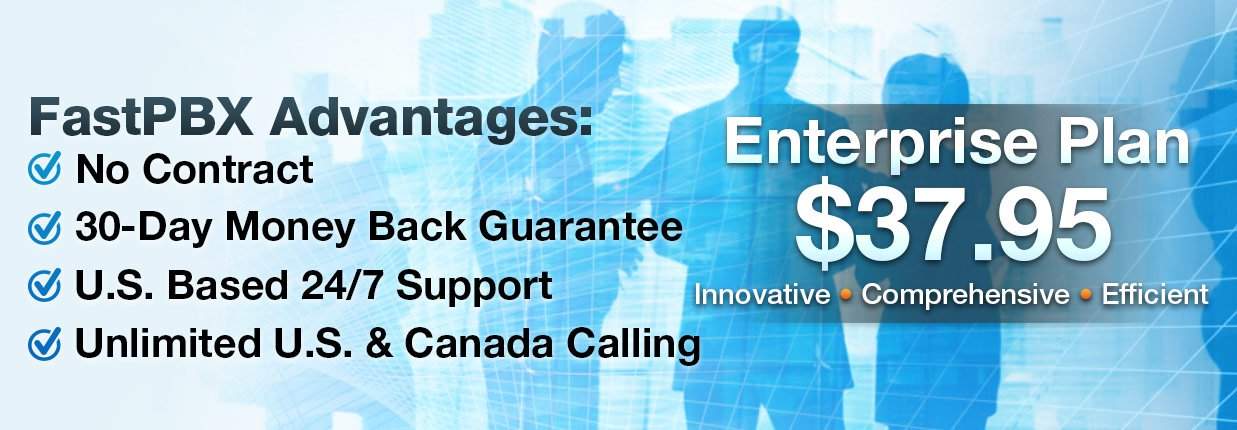 FastPBX Advantages:
No Contract
30-Day Money Back Guarantee
U.S. Based 24/7 Support
Unlimited U.S. & Canada Calling
Enterprise Plan
$37.95
Innovative • Comprehensive • Efficient